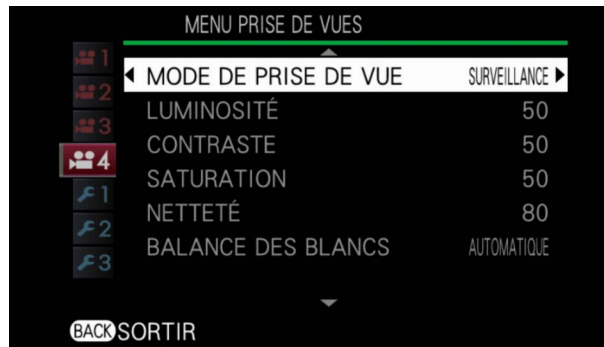 MENU PRISE DE VUES
1
2
3
4
1
2
3
MODE DE PRISE DE VUE SURVEILLANCE
LUMINOSITÉ 50
CONTRASTE 50
SATURATION 50
NETTETÉ 80
BALANCE DES BLANCS AUTOMATIQUE
BACK SORTIR